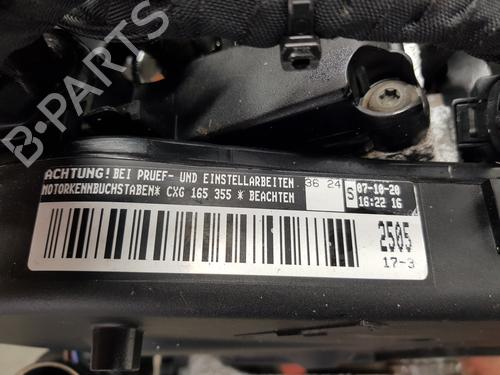 B-PARTS
ACHTUNG! BEI PRUEF- UND EINSTELLARBEITEN
MOTORKENNBUCHSTABEN* CXG 165 355 * BEACHTEN
36 24
S
07-10-20
16:22 16
2505
17-3